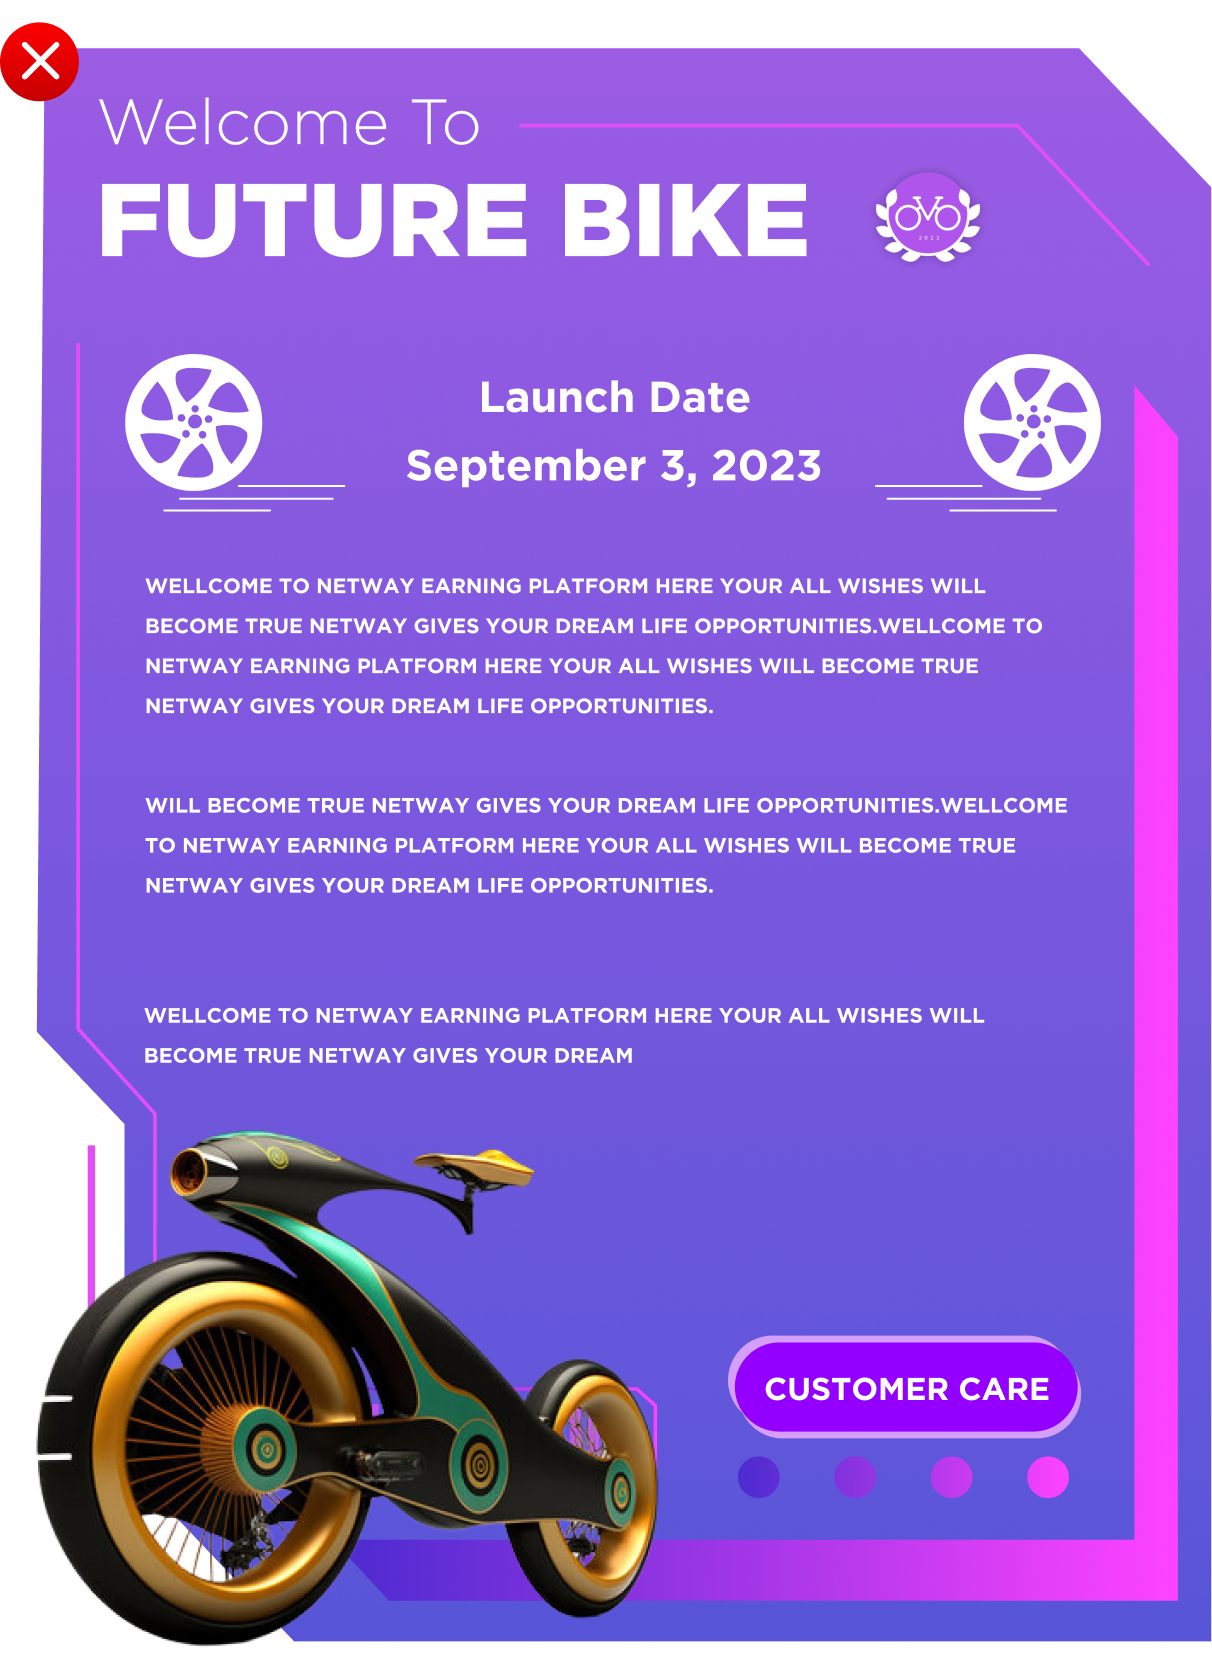 Welcome To
FUTURE BIKE
2023
Launch Date
September 3, 2023
WELLCOME TO NETWAY EARNING PLATFORM HERE YOUR ALL WISHES WILL
BECOME TRUE NETWAY GIVES YOUR DREAM LIFE OPPORTUNITIES.WELLCOME TO
NETWAY EARNING PLATFORM HERE YOUR ALL WISHES WILL BECOME TRUE
NETWAY GIVES YOUR DREAM LIFE OPPORTUNITIES.
WILL BECOME TRUE NETWAY GIVES YOUR DREAM LIFE OPPORTUNITIES.WELLCOME
TO NETWAY EARNING PLATFORM HERE YOUR ALL WISHES WILL BECOME TRUE
NETWAY GIVES YOUR DREAM LIFE OPPORTUNITIES.
WELLCOME TO NETWAY EARNING PLATFORM HERE YOUR ALL WISHES WILL
BECOME TRUE NETWAY GIVES YOUR DREAM
CUSTOMER CARE